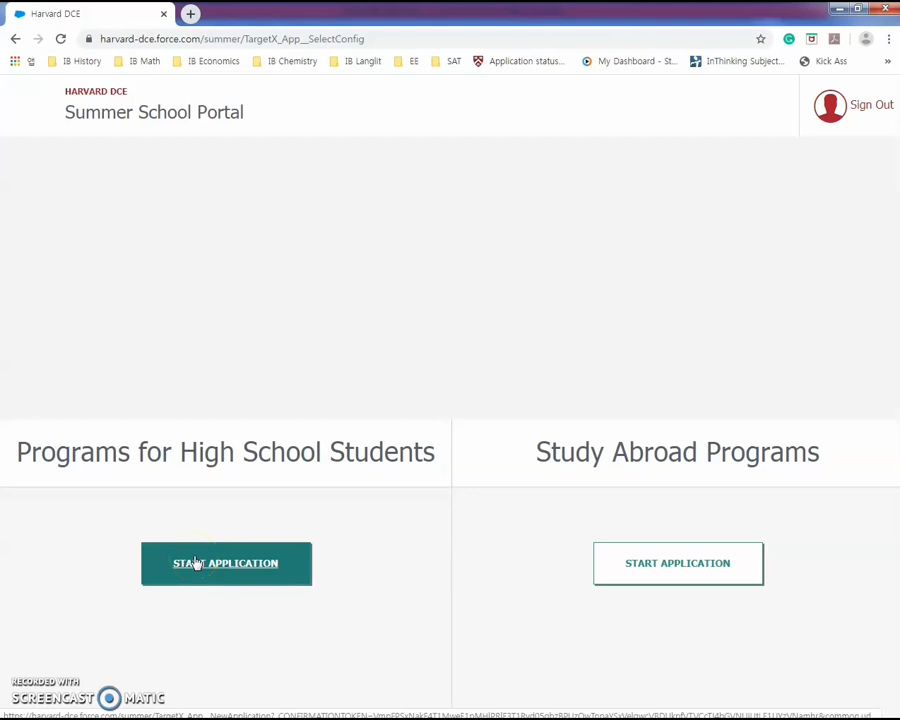 Harvard DCE
harvard-dce.force.com/summer/TargetX_App__SelectConfig
IB History IB Math IB Economics IB Chemistry IB Langlit EE SAT Application status... My Dashboard - St... InThinking Subject... Kick Ass »
HARVARD DCE
Summer School Portal
Sign Out
Programs for High School Students
Study Abroad Programs
START APPLICATION
START APPLICATION
RECORDED WITH
SCREENCAST MATIC